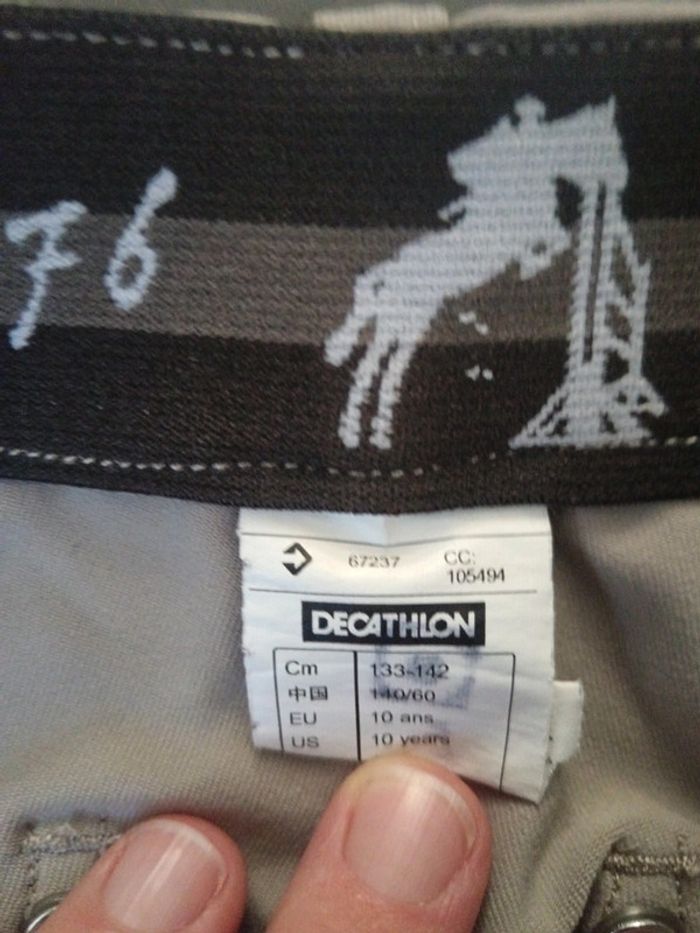 76
67237 CC:
105494
DECATHLON
Cm 133-142
中国 140/60
EU 10 ans
US 10 years